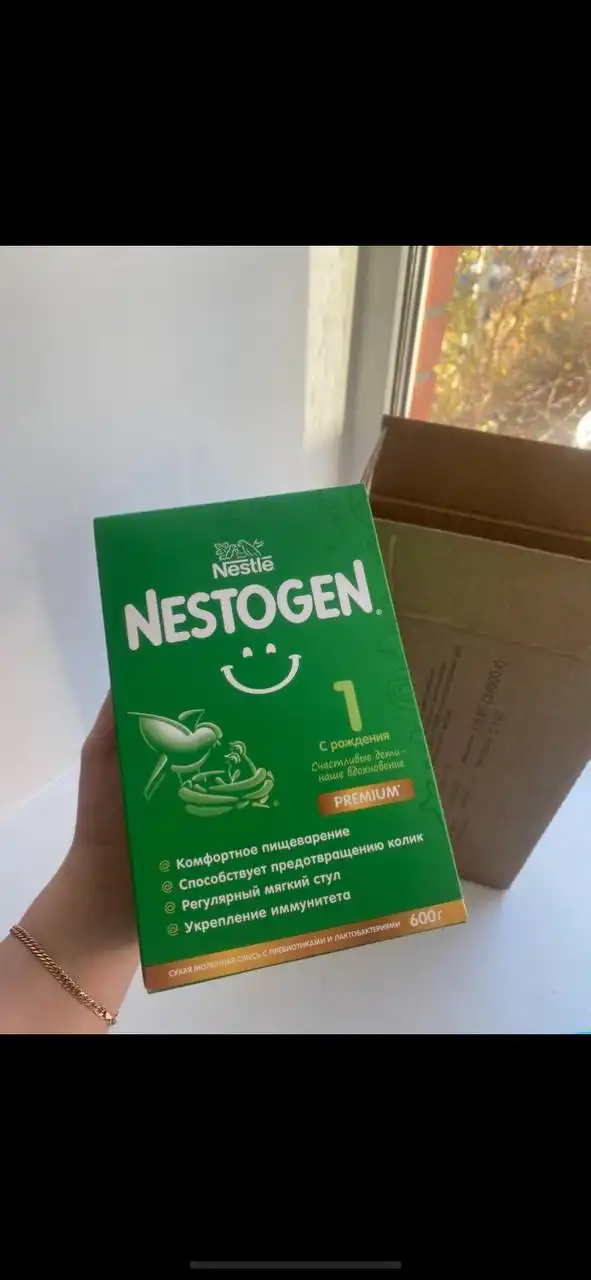 Nestlé
NESTOGEN®
1
С рождения
Счастливые дети -
наше вдохновение
PREMIUM*
Комфортное пищеварение
Способствует предотвращению колик
Регулярный мягкий стул
Укрепление иммунитета
СУХАЯ МОЛОЧНАЯ СМЕСЬ С ПРЕБИОТИКАМИ И ЛАКТОБАКТЕРИЯМИ 600г